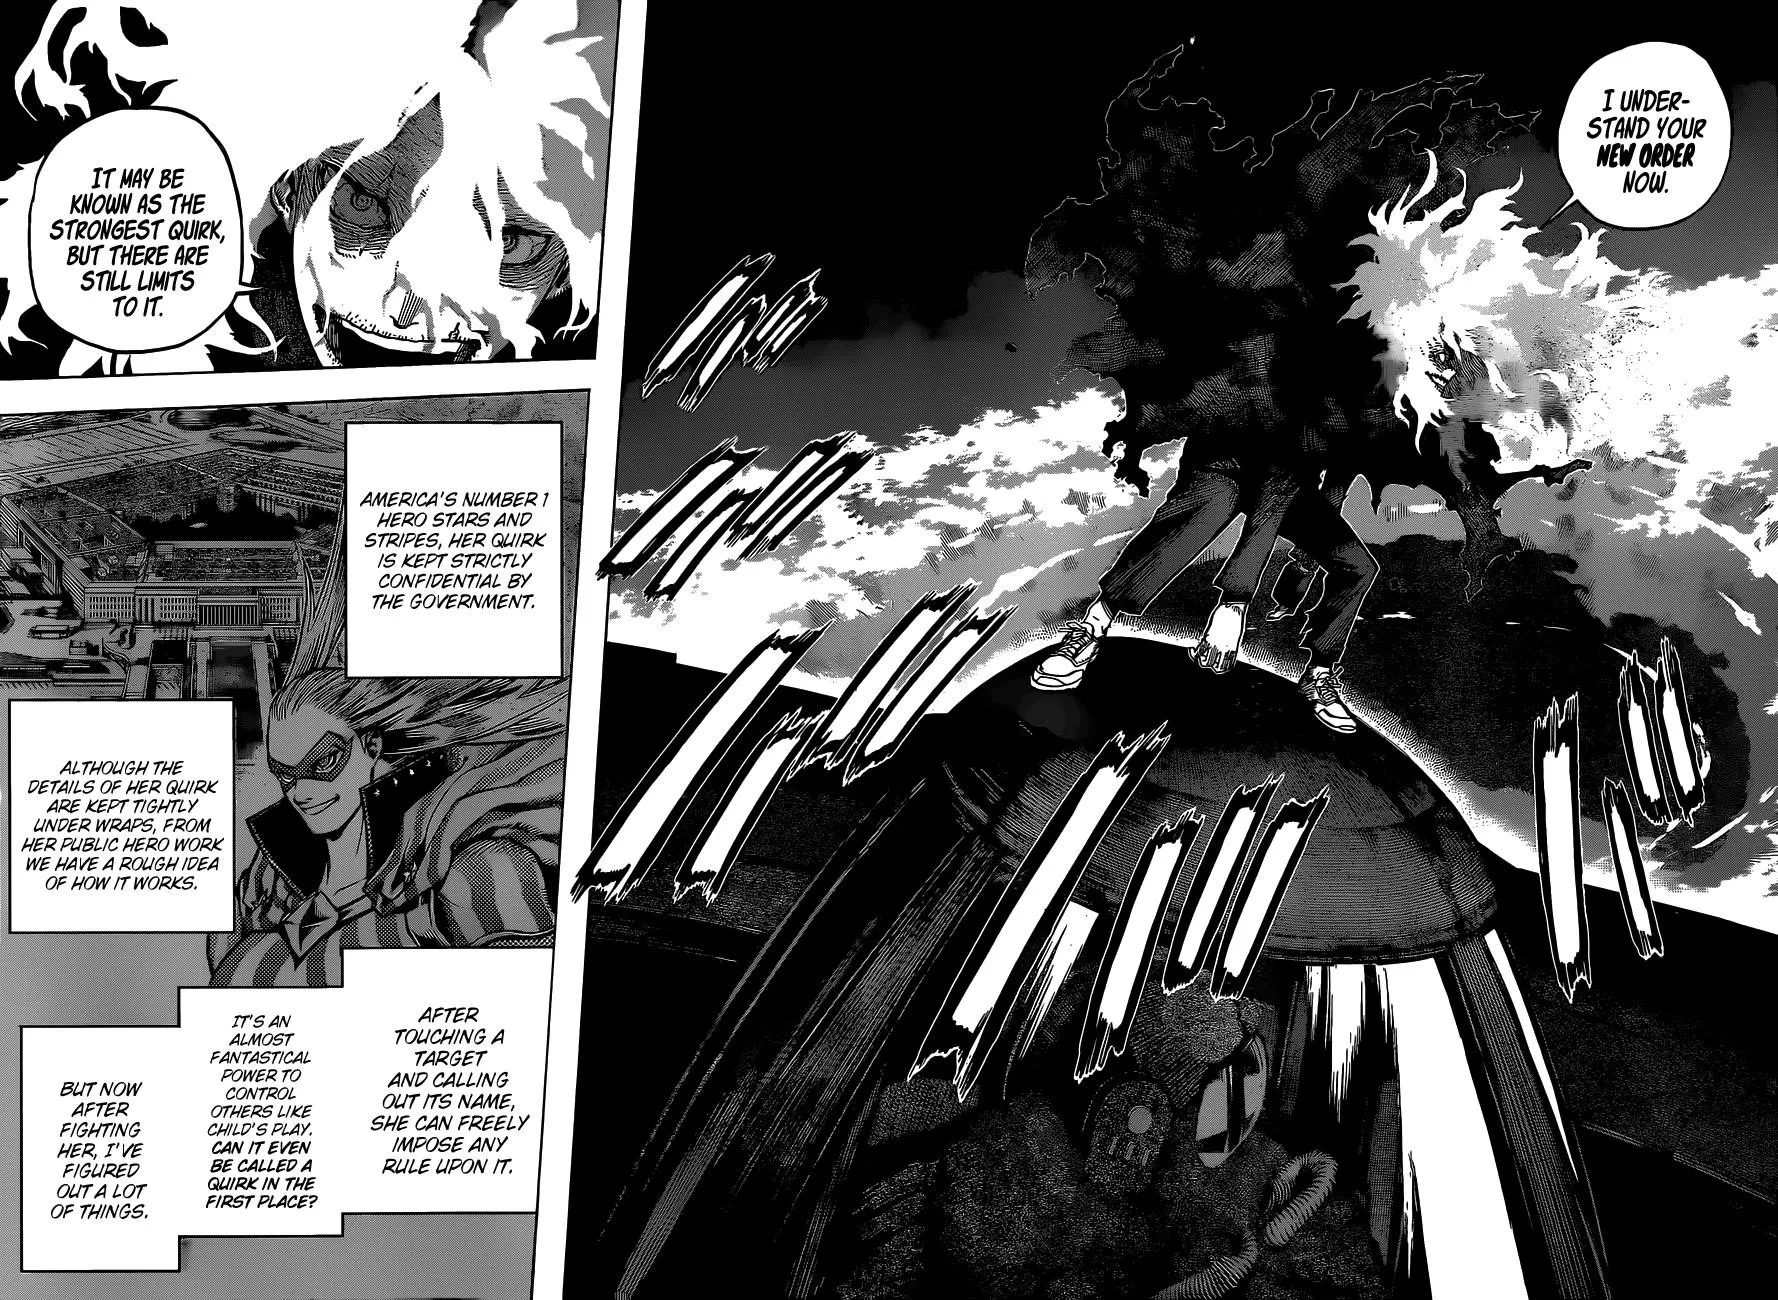 I UNDER-
STAND YOUR
NEW ORDER
NOW.
IT MAY BE
KNOWN AS THE
STRONGEST QUIRK,
BUT THERE ARE
STILL LIMITS
TO IT.
AMERICA'S NUMBER 1
HERO STARS AND
STRIPES, HER QUIRK
IS KEPT STRICTLY
CONFIDENTIAL BY
THE GOVERNMENT.
ALTHOUGH THE
DETAILS OF HER QUIRK
ARE KEPT TIGHTLY
UNDER WRAPS, FROM
HER PUBLIC HERO WORK
WE HAVE A ROUGH IDEA
OF HOW IT WORKS.
AFTER
TOUCHING A
TARGET
AND CALLING
OUT ITS NAME,
SHE CAN FREELY
IMPOSE ANY
RULE UPON IT.
IT'S AN
ALMOST
FANTASTICAL
POWER TO
CONTROL
OTHERS LIKE
CHILD'S PLAY.
CAN IT EVEN
BE CALLED A
QUIRK IN THE
FIRST PLACE?
BUT NOW
AFTER
FIGHTING
HER, I'VE
FIGURED
OUT A LOT
OF THINGS.